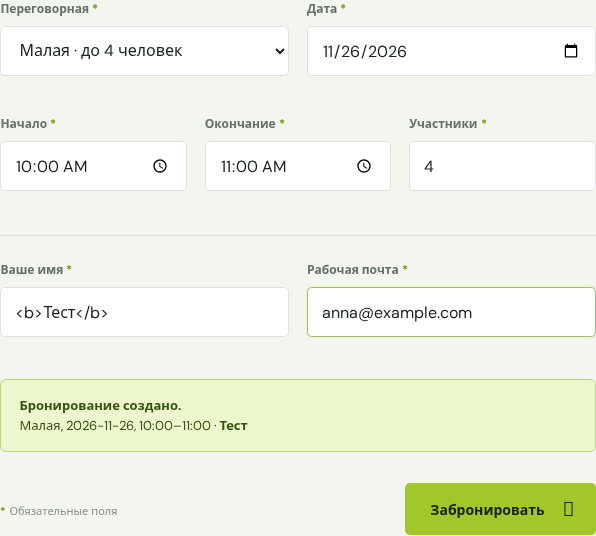 Переговорная *
Дата *
Малая · до 4 человек
11/26/2026
Начало *
Окончание *
Участники *
10:00 AM
11:00 AM
4
Ваше имя *
Рабочая почта *
<b>Тест</b>
anna@example.com
Бронирование создано.
Малая, 2026-11-26, 10:00–11:00 · Тест
* Обязательные поля
Забронировать